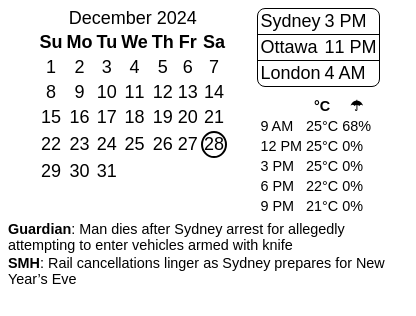 December 2024
Su Mo Tu We Th Fr Sa
1 2 3 4 5 6 7
8 9 10 11 12 13 14
15 16 17 18 19 20 21
22 23 24 25 26 27 28
29 30 31
Sydney 3 PM
Ottawa 11 PM
London 4 AM
°C ☂
9 AM 25°C 68%
12 PM 25°C 0%
3 PM 25°C 0%
6 PM 22°C 0%
9 PM 21°C 0%
Guardian: Man dies after Sydney arrest for allegedly
attempting to enter vehicles armed with knife
SMH: Rail cancellations linger as Sydney prepares for New
Year’s Eve